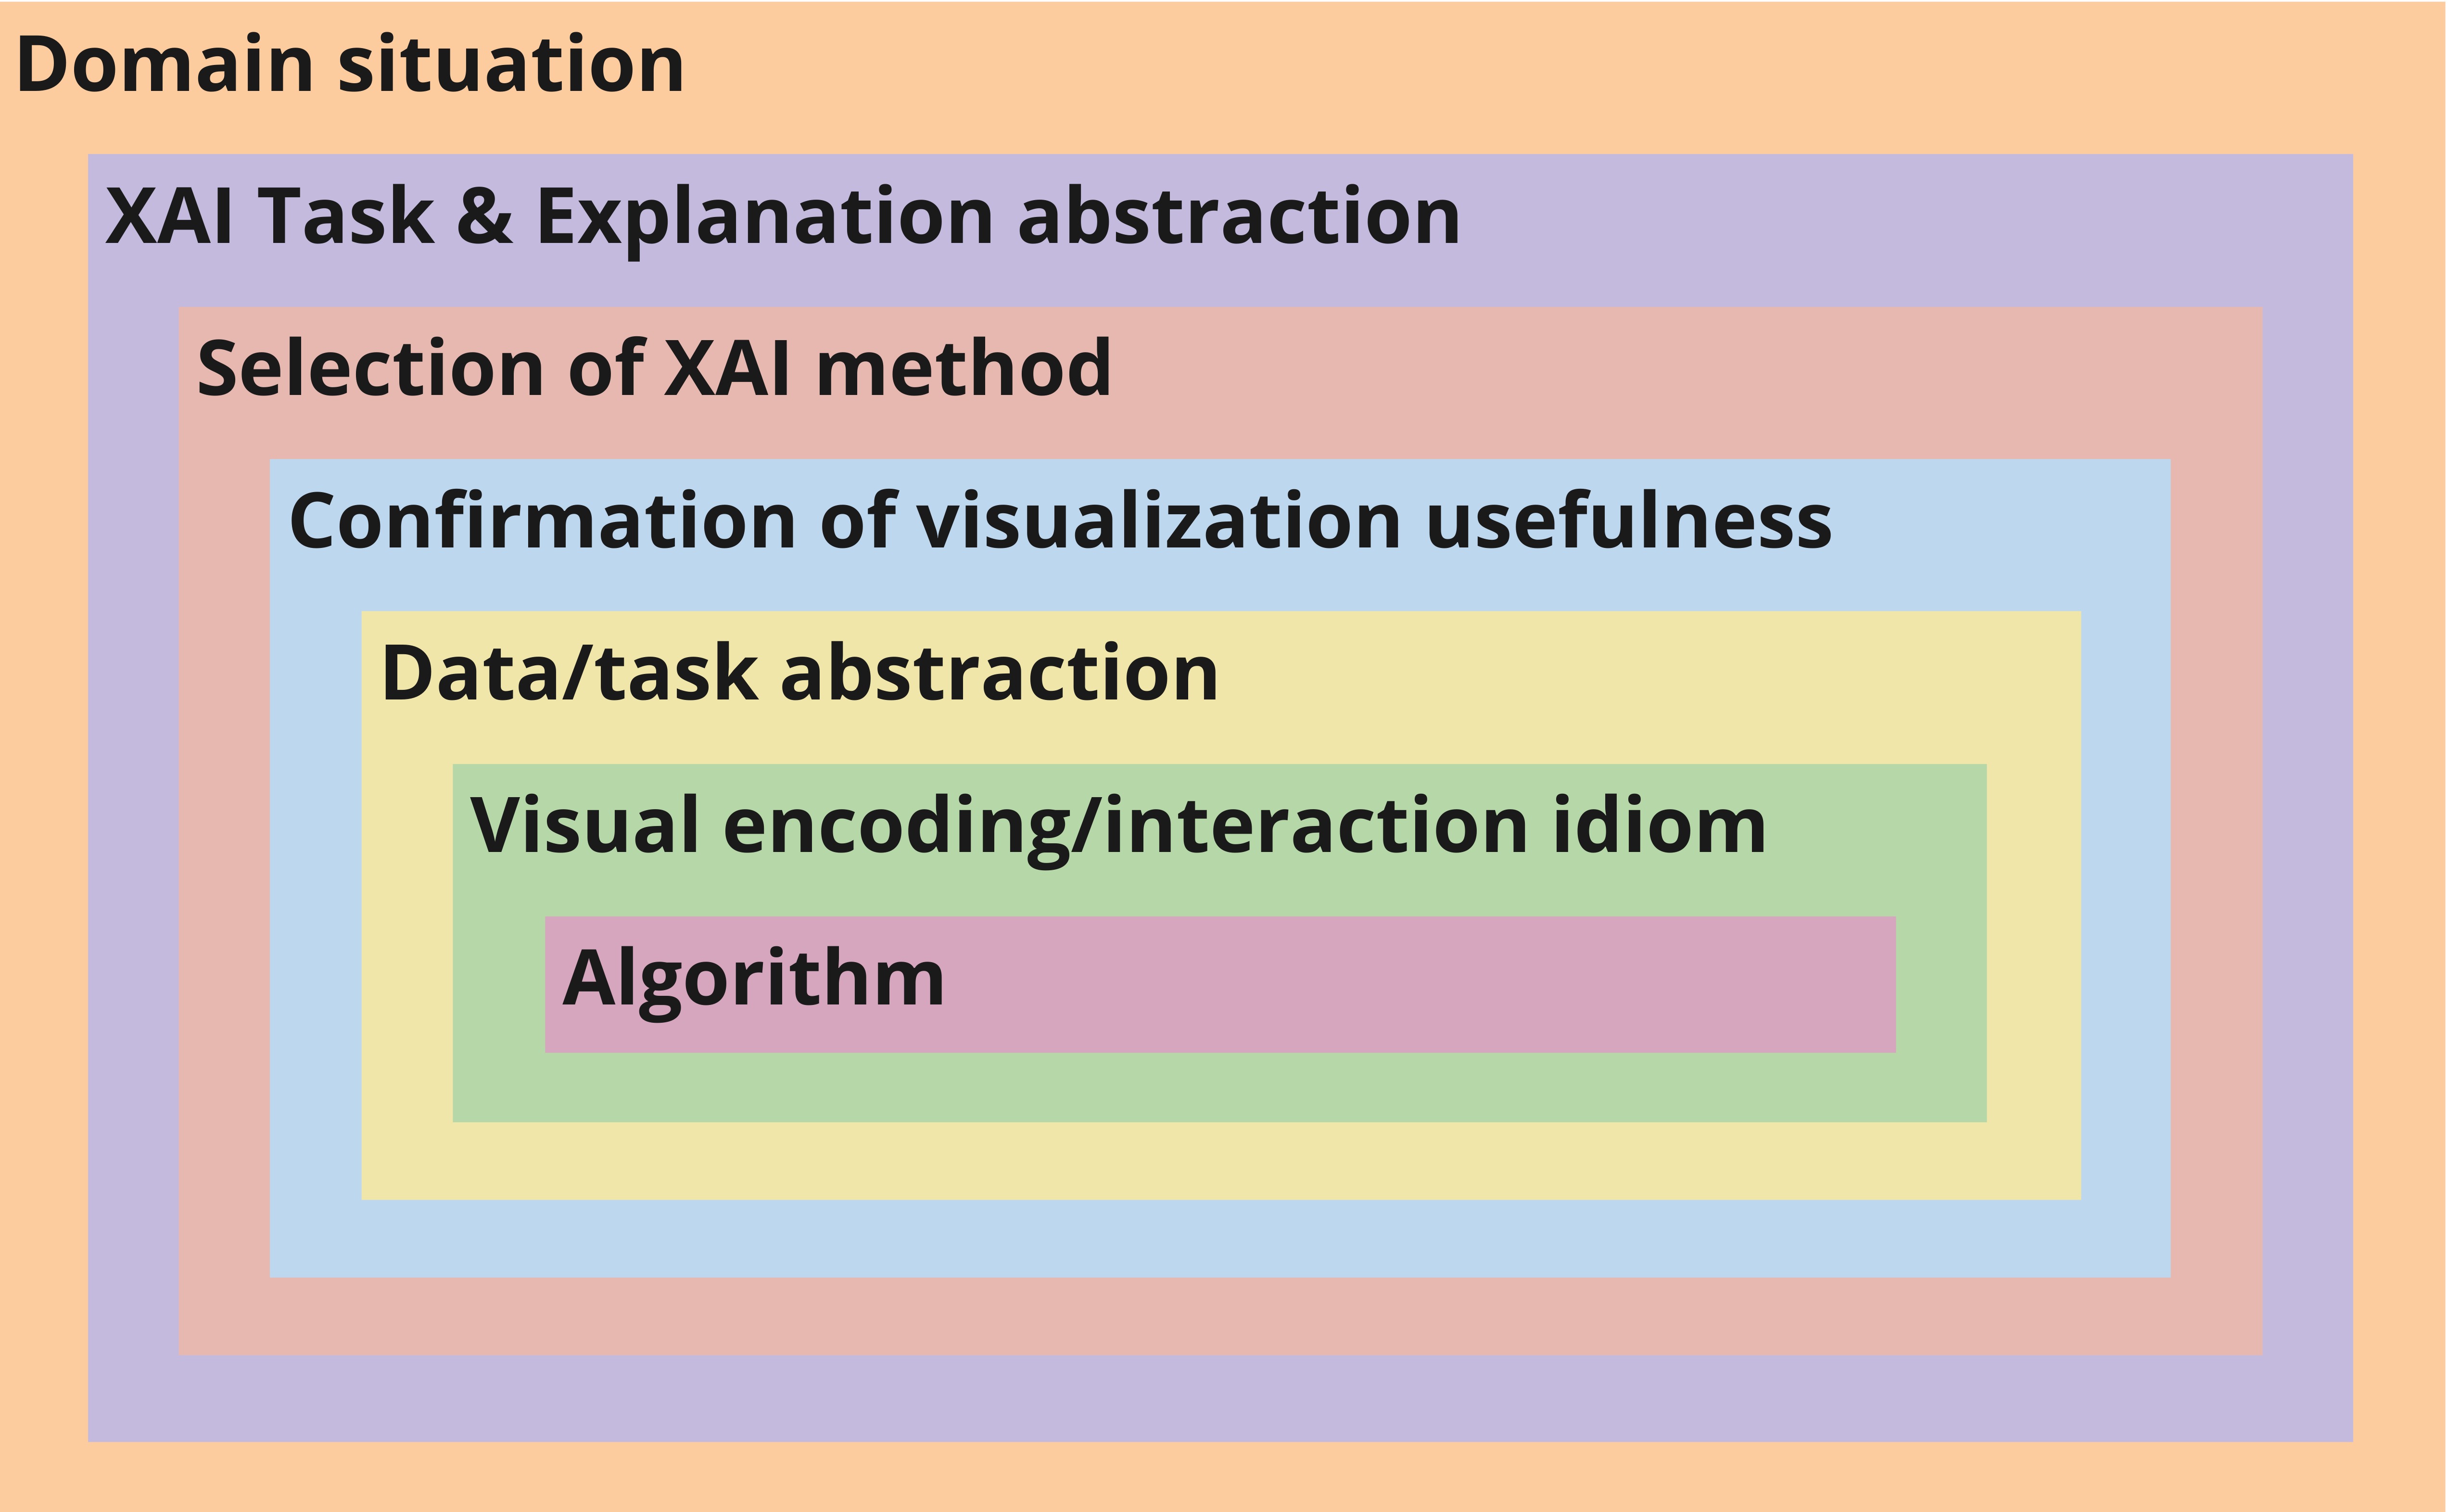 Domain situation
XAI Task & Explanation abstraction
Selection of XAI method
Confirmation of visualization usefulness
Data/task abstraction
Visual encoding/interaction idiom
Algorithm